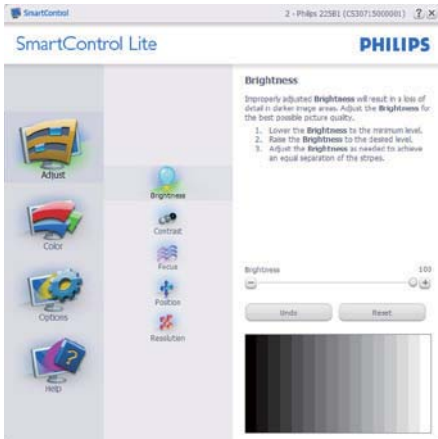 SmartControl
2 - Philips 225B1 (CS30715000001) ? X
SmartControl Lite
PHILIPS
Adjust
Color
Options
Help
Brightness
Contrast
Focus
Position
Resolution
Brightness
Improperly adjusted Brightness will result in a loss of
detail in darker image areas. Adjust the Brightness for
the best possible picture quality.
1. Lower the Brightness to the minimum level.
2. Raise the Brightness to the desired level.
3. Adjust the Brightness as needed to achieve
an equal separation of the stripes.
Brightness 100
Undo Reset